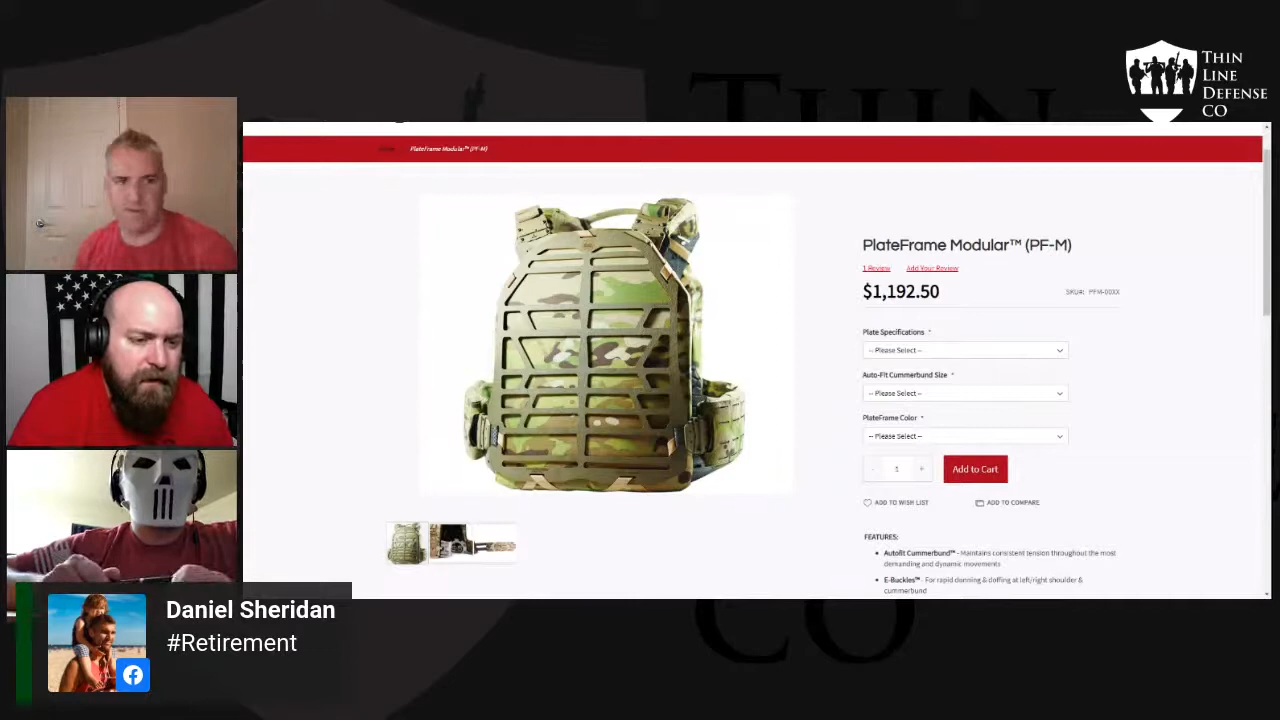 THIN
LINE
DEFENSE
CO
PlateFrame Modular™ (PF-M)
PlateFrame Modular™ (PF-M)
1 Review Add Your Review
$1,192.50 SKU#: PFM-00XX
Plate Specifications *
-- Please Select --
Auto-Fit Cummerbund Size *
-- Please Select --
PlateFrame Color *
-- Please Select --
- 1 + Add to Cart
ADD TO WISH LIST ADD TO COMPARE
FEATURES:
• Autofit Cummerbund™ - Maintains consistent tension throughout the most
demanding and dynamic movements
• E-Buckles™ - For rapid donning & doffing at left/right shoulder &
cummerbund
Daniel Sheridan
#Retirement
THIN
CO